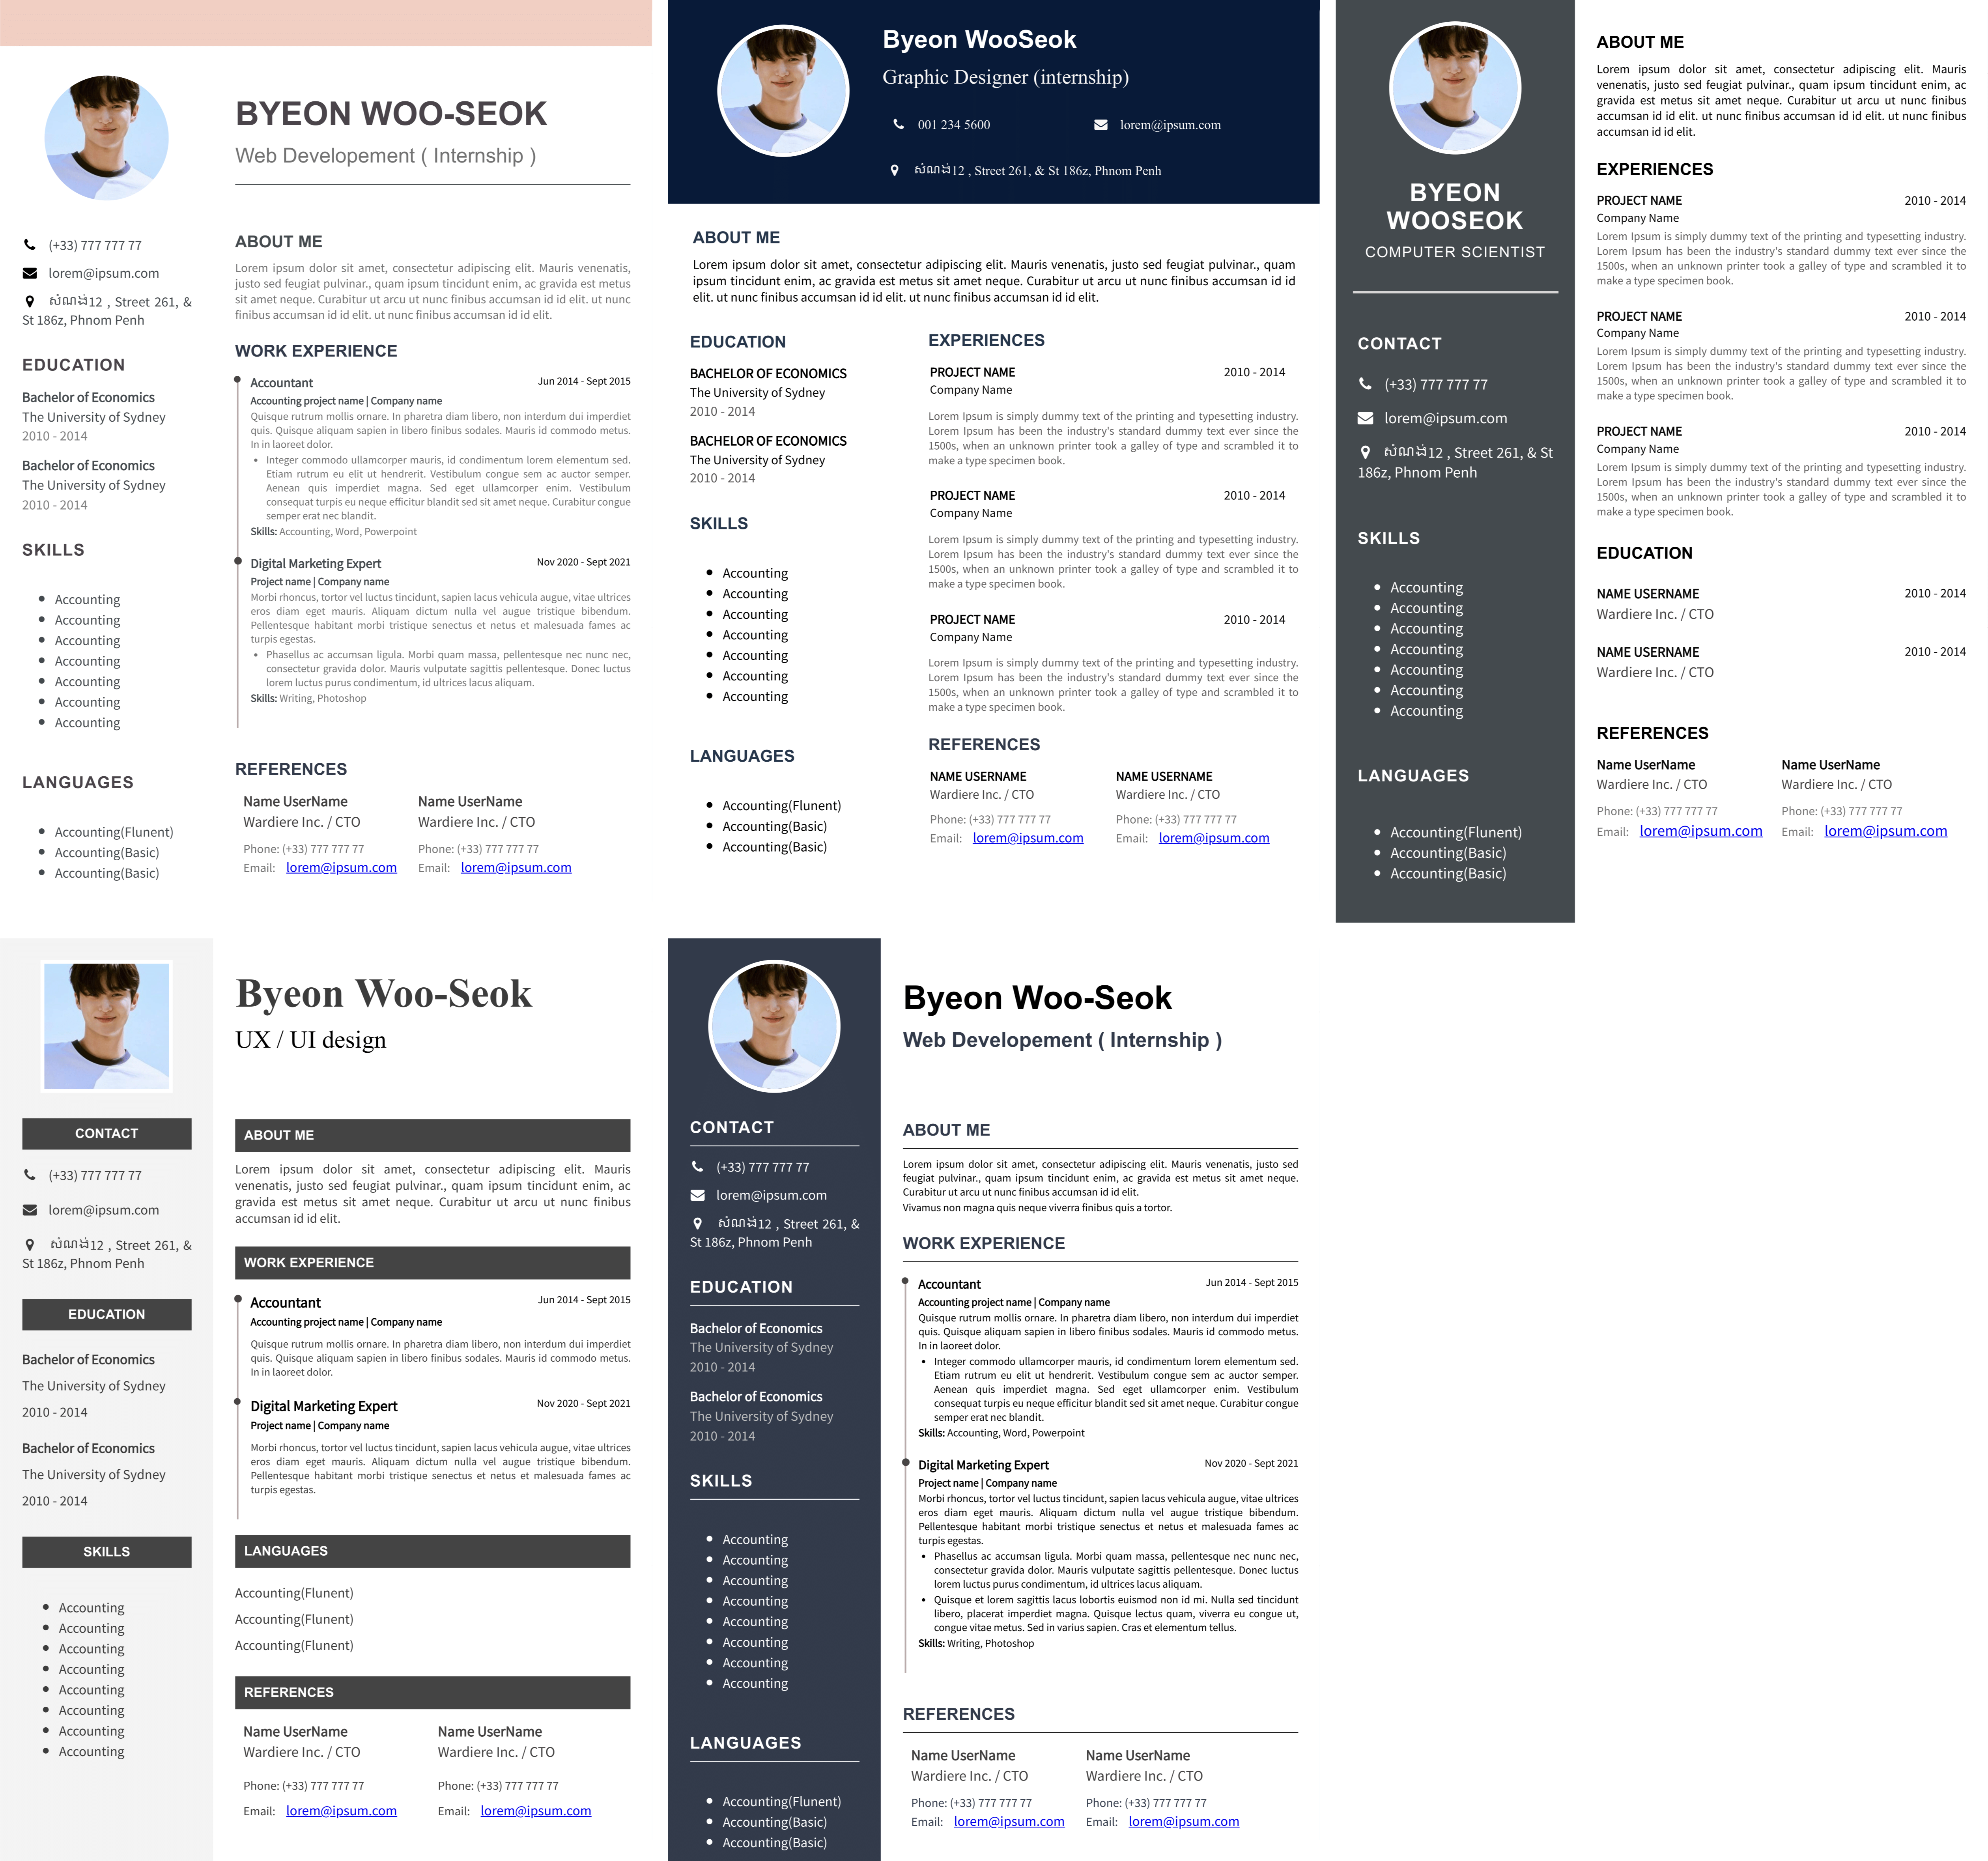 BYEON WOO-SEOK
Web Developement ( Internship )
(+33) 777 777 77
lorem@ipsum.com
សំណង់12 , Street 261, &
St 186z, Phnom Penh
EDUCATION
Bachelor of Economics
The University of Sydney
2010 - 2014
Bachelor of Economics
The University of Sydney
2010 - 2014
SKILLS
Accounting
Accounting
Accounting
Accounting
Accounting
Accounting
Accounting
LANGUAGES
Accounting(Flunent)
Accounting(Basic)
Accounting(Basic)
ABOUT ME
Lorem ipsum dolor sit amet, consectetur adipiscing elit. Mauris venenatis,
justo sed feugiat pulvinar., quam ipsum tincidunt enim, ac gravida est metus
sit amet neque. Curabitur ut arcu ut nunc finibus accumsan id id elit. ut nunc
finibus accumsan id id elit. ut nunc finibus accumsan id id elit.
WORK EXPERIENCE
Accountant Jun 2014 - Sept 2015
Accounting project name | Company name
Quisque rutrum mollis ornare. In pharetra diam libero, non interdum dui imperdiet
quis. Quisque aliquam sapien in libero finibus sodales. Mauris id commodo metus.
In in laoreet dolor.
Integer commodo ullamcorper mauris, id condimentum lorem elementum sed.
Etiam rutrum eu elit ut hendrerit. Vestibulum congue sem ac auctor semper.
Aenean quis imperdiet magna. Sed eget ullamcorper enim. Vestibulum
consequat turpis eu neque efficitur blandit sed sit amet neque. Curabitur congue
semper erat nec blandit.
Skills: Accounting, Word, Powerpoint
Digital Marketing Expert Nov 2020 - Sept 2021
Project name | Company name
Morbi rhoncus, tortor vel luctus tincidunt, sapien lacus vehicula augue, vitae ultrices
eros diam eget mauris. Aliquam dictum nulla vel augue tristique bibendum.
Pellentesque habitant morbi tristique senectus et netus et malesuada fames ac
turpis egestas.
Phasellus ac accumsan ligula. Morbi quam massa, pellentesque nec nunc nec,
consectetur gravida dolor. Mauris vulputate sagittis pellentesque. Donec luctus
lorem luctus purus condimentum, id ultrices lacus aliquam.
Skills: Writing, Photoshop
REFERENCES
Name UserName Name UserName
Wardiere Inc. / CTO Wardiere Inc. / CTO
Phone: (+33) 777 777 77 Phone: (+33) 777 777 77
Email: lorem@ipsum.com Email: lorem@ipsum.com
Byeon WooSeok
Graphic Designer (internship)
001 234 5600 lorem@ipsum.com
សំណង់12 , Street 261, & St 186z, Phnom Penh
ABOUT ME
Lorem ipsum dolor sit amet, consectetur adipiscing elit. Mauris venenatis, justo sed feugiat pulvinar., quam
ipsum tincidunt enim, ac gravida est metus sit amet neque. Curabitur ut arcu ut nunc finibus accumsan id id
elit. ut nunc finibus accumsan id id elit. ut nunc finibus accumsan id id elit.
EDUCATION
BACHELOR OF ECONOMICS
The University of Sydney
2010 - 2014
BACHELOR OF ECONOMICS
The University of Sydney
2010 - 2014
SKILLS
Accounting
Accounting
Accounting
Accounting
Accounting
Accounting
Accounting
LANGUAGES
Accounting(Flunent)
Accounting(Basic)
Accounting(Basic)
EXPERIENCES
PROJECT NAME 2010 - 2014
Company Name
Lorem Ipsum is simply dummy text of the printing and typesetting industry.
Lorem Ipsum has been the industry's standard dummy text ever since the
1500s, when an unknown printer took a galley of type and scrambled it to
make a type specimen book.
PROJECT NAME 2010 - 2014
Company Name
Lorem Ipsum is simply dummy text of the printing and typesetting industry.
Lorem Ipsum has been the industry's standard dummy text ever since the
1500s, when an unknown printer took a galley of type and scrambled it to
make a type specimen book.
PROJECT NAME 2010 - 2014
Company Name
Lorem Ipsum is simply dummy text of the printing and typesetting industry.
Lorem Ipsum has been the industry's standard dummy text ever since the
1500s, when an unknown printer took a galley of type and scrambled it to
make a type specimen book.
REFERENCES
NAME USERNAME NAME USERNAME
Wardiere Inc. / CTO Wardiere Inc. / CTO
Phone: (+33) 777 777 77 Phone: (+33) 777 777 77
Email: lorem@ipsum.com Email: lorem@ipsum.com
BYEON
WOOSEOK
COMPUTER SCIENTIST
CONTACT
(+33) 777 777 77
lorem@ipsum.com
សំណង់12 , Street 261, & St
186z, Phnom Penh
SKILLS
Accounting
Accounting
Accounting
Accounting
Accounting
Accounting
Accounting
LANGUAGES
Accounting(Flunent)
Accounting(Basic)
Accounting(Basic)
ABOUT ME
Lorem ipsum dolor sit amet, consectetur adipiscing elit. Mauris
venenatis, justo sed feugiat pulvinar., quam ipsum tincidunt enim, ac
gravida est metus sit amet neque. Curabitur ut arcu ut nunc finibus
accumsan id id elit. ut nunc finibus accumsan id id elit. ut nunc finibus
accumsan id id elit.
EXPERIENCES
PROJECT NAME 2010 - 2014
Company Name
Lorem Ipsum is simply dummy text of the printing and typesetting industry.
Lorem Ipsum has been the industry's standard dummy text ever since the
1500s, when an unknown printer took a galley of type and scrambled it to
make a type specimen book.
PROJECT NAME 2010 - 2014
Company Name
Lorem Ipsum is simply dummy text of the printing and typesetting industry.
Lorem Ipsum has been the industry's standard dummy text ever since the
1500s, when an unknown printer took a galley of type and scrambled it to
make a type specimen book.
PROJECT NAME 2010 - 2014
Company Name
Lorem Ipsum is simply dummy text of the printing and typesetting industry.
Lorem Ipsum has been the industry's standard dummy text ever since the
1500s, when an unknown printer took a galley of type and scrambled it to
make a type specimen book.
EDUCATION
NAME USERNAME 2010 - 2014
Wardiere Inc. / CTO
NAME USERNAME 2010 - 2014
Wardiere Inc. / CTO
REFERENCES
Name UserName Name UserName
Wardiere Inc. / CTO Wardiere Inc. / CTO
Phone: (+33) 777 777 77 Phone: (+33) 777 777 77
Email: lorem@ipsum.com Email: lorem@ipsum.com
Byeon Woo-Seok
UX / UI design
CONTACT
(+33) 777 777 77
lorem@ipsum.com
សំណង់12 , Street 261, &
St 186z, Phnom Penh
EDUCATION
Bachelor of Economics
The University of Sydney
2010 - 2014
Bachelor of Economics
The University of Sydney
2010 - 2014
SKILLS
Accounting
Accounting
Accounting
Accounting
Accounting
Accounting
Accounting
Accounting
ABOUT ME
Lorem ipsum dolor sit amet, consectetur adipiscing elit. Mauris
venenatis, justo sed feugiat pulvinar., quam ipsum tincidunt enim, ac
gravida est metus sit amet neque. Curabitur ut arcu ut nunc finibus
accumsan id id elit.
WORK EXPERIENCE
Accountant Jun 2014 - Sept 2015
Accounting project name | Company name
Quisque rutrum mollis ornare. In pharetra diam libero, non interdum dui imperdiet
quis. Quisque aliquam sapien in libero finibus sodales. Mauris id commodo metus.
In in laoreet dolor.
Digital Marketing Expert Nov 2020 - Sept 2021
Project name | Company name
Morbi rhoncus, tortor vel luctus tincidunt, sapien lacus vehicula augue, vitae ultrices
eros diam eget mauris. Aliquam dictum nulla vel augue tristique bibendum.
Pellentesque habitant morbi tristique senectus et netus et malesuada fames ac
turpis egestas.
LANGUAGES
Accounting(Flunent)
Accounting(Flunent)
Accounting(Flunent)
REFERENCES
Name UserName Name UserName
Wardiere Inc. / CTO Wardiere Inc. / CTO
Phone: (+33) 777 777 77 Phone: (+33) 777 777 77
Email: lorem@ipsum.com Email: lorem@ipsum.com
Byeon Woo-Seok
Web Developement ( Internship )
CONTACT
(+33) 777 777 77
lorem@ipsum.com
សំណង់12 , Street 261, &
St 186z, Phnom Penh
EDUCATION
Bachelor of Economics
The University of Sydney
2010 - 2014
Bachelor of Economics
The University of Sydney
2010 - 2014
SKILLS
Accounting
Accounting
Accounting
Accounting
Accounting
Accounting
Accounting
Accounting
LANGUAGES
Accounting(Flunent)
Accounting(Basic)
Accounting(Basic)
ABOUT ME
Lorem ipsum dolor sit amet, consectetur adipiscing elit. Mauris venenatis, justo sed
feugiat pulvinar., quam ipsum tincidunt enim, ac gravida est metus sit amet neque.
Curabitur ut arcu ut nunc finibus accumsan id id elit.
Vivamus non magna quis neque viverra finibus quis a tortor.
WORK EXPERIENCE
Accountant Jun 2014 - Sept 2015
Accounting project name | Company name
Quisque rutrum mollis ornare. In pharetra diam libero, non interdum dui imperdiet
quis. Quisque aliquam sapien in libero finibus sodales. Mauris id commodo metus.
In in laoreet dolor.
Integer commodo ullamcorper mauris, id condimentum lorem elementum sed.
Etiam rutrum eu elit ut hendrerit. Vestibulum congue sem ac auctor semper.
Aenean quis imperdiet magna. Sed eget ullamcorper enim. Vestibulum
consequat turpis eu neque efficitur blandit sed sit amet neque. Curabitur congue
semper erat nec blandit.
Skills: Accounting, Word, Powerpoint
Digital Marketing Expert Nov 2020 - Sept 2021
Project name | Company name
Morbi rhoncus, tortor vel luctus tincidunt, sapien lacus vehicula augue, vitae ultrices
eros diam eget mauris. Aliquam dictum nulla vel augue tristique bibendum.
Pellentesque habitant morbi tristique senectus et netus et malesuada fames ac
turpis egestas.
Phasellus ac accumsan ligula. Morbi quam massa, pellentesque nec nunc nec,
consectetur gravida dolor. Mauris vulputate sagittis pellentesque. Donec luctus
lorem luctus purus condimentum, id ultrices lacus aliquam.
Quisque et lorem sagittis lacus lobortis euismod non id mi. Nulla sed tincidunt
libero, placerat imperdiet magna. Quisque lectus quam, viverra eu congue ut,
congue vitae metus. Sed in varius sapien. Cras et elementum tellus.
Skills: Writing, Photoshop
REFERENCES
Name UserName Name UserName
Wardiere Inc. / CTO Wardiere Inc. / CTO
Phone: (+33) 777 777 77 Phone: (+33) 777 777 77
Email: lorem@ipsum.com Email: lorem@ipsum.com